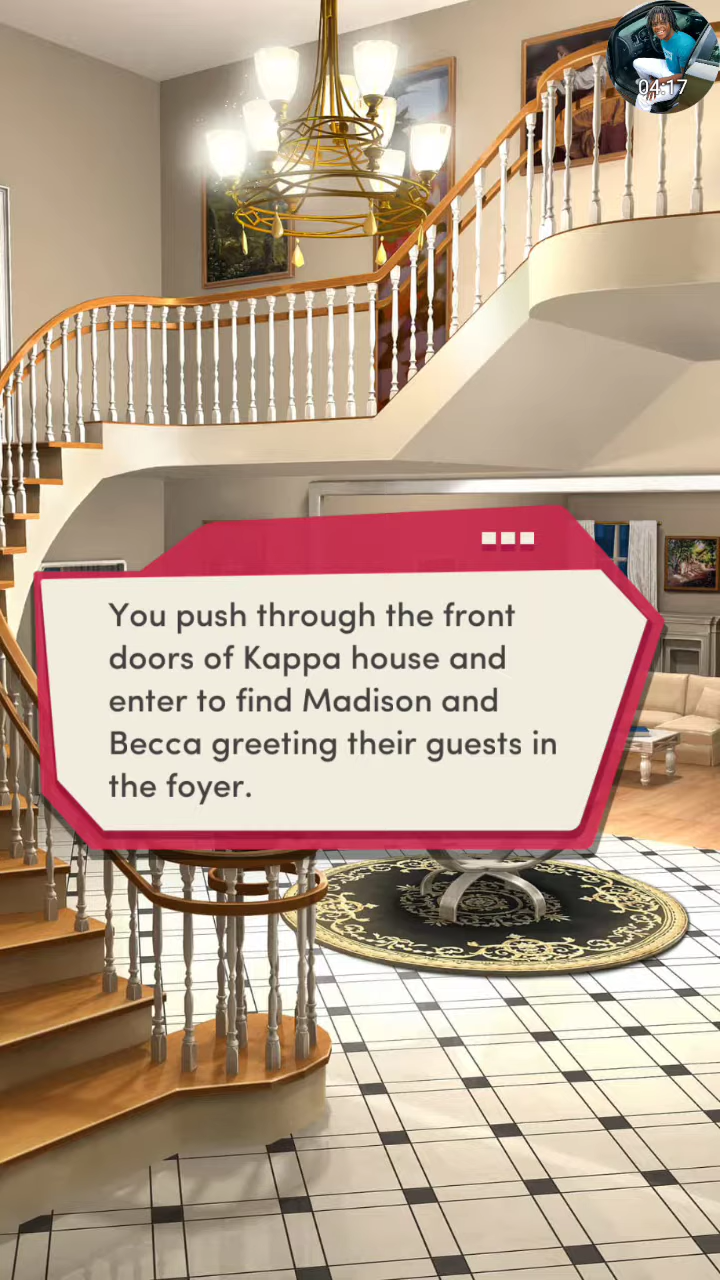 04:17
You push through the front
doors of Kappa house and
enter to find Madison and
Becca greeting their guests in
the foyer.